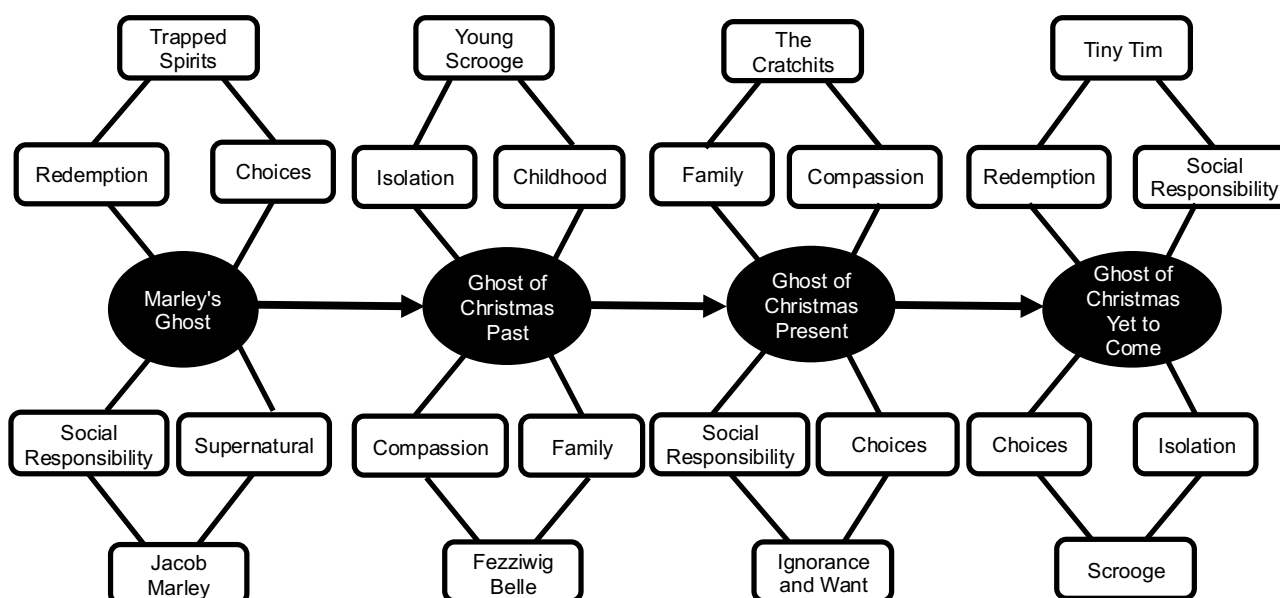 Trapped
Spirits
Young
Scrooge
The
Cratchits
Tiny Tim
Redemption
Choices
Isolation
Childhood
Family
Compassion
Redemption
Social
Responsibility
Marley's
Ghost
Ghost of
Christmas
Past
Ghost of
Christmas
Present
Ghost of
Christmas
Yet to
Come
Social
Responsibility
Supernatural
Compassion
Family
Social
Responsibility
Choices
Choices
Isolation
Jacob
Marley
Fezziwig
Belle
Ignorance
and Want
Scrooge